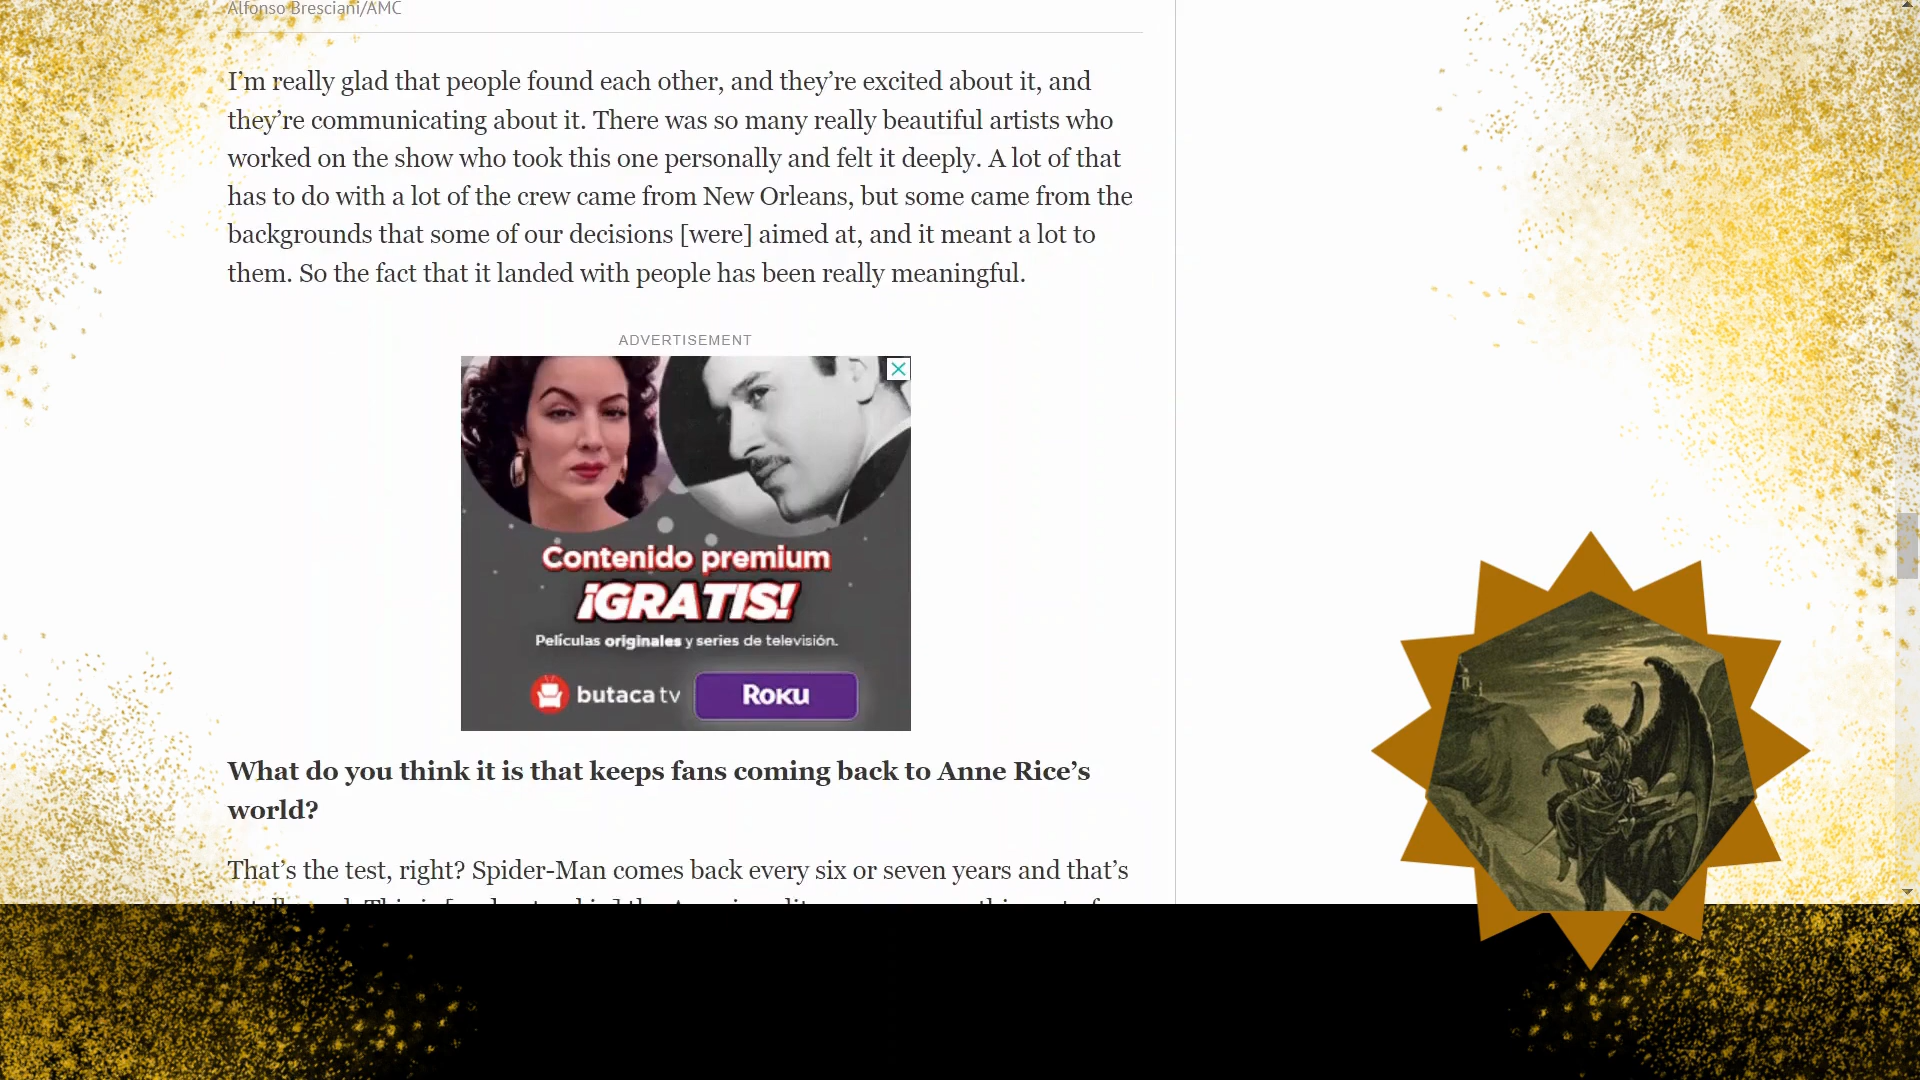 Alfonso Bresciani/AMC
I’m really glad that people found each other, and they’re excited about it, and
they’re communicating about it. There was so many really beautiful artists who
worked on the show who took this one personally and felt it deeply. A lot of that
has to do with a lot of the crew came from New Orleans, but some came from the
backgrounds that some of our decisions [were] aimed at, and it meant a lot to
them. So the fact that it landed with people has been really meaningful.
ADVERTISEMENT
Contenido premium
¡GRATIS!
Películas originales y series de televisión.
butaca tv
ROKU
What do you think it is that keeps fans coming back to Anne Rice’s
world?
That’s the test, right? Spider-Man comes back every six or seven years and that’s